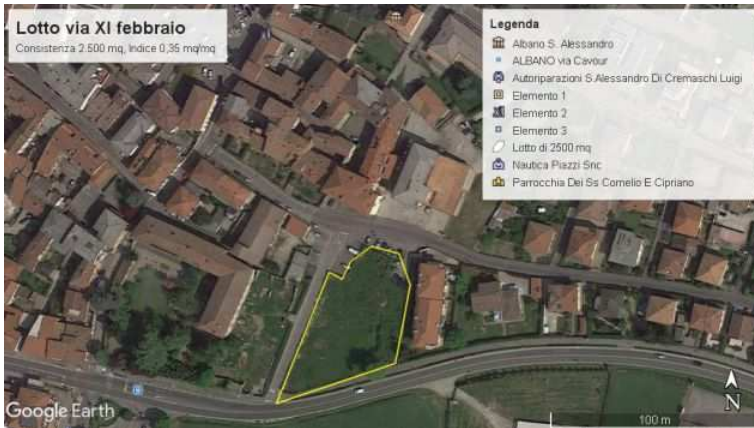 Lotto via XI febbraio
Consistenza 2.500 mq, Indice 0,35 mq/mq
Legenda
Albano S. Alessandro
ALBANO via Cavour
Autoriparazioni S.Alessandro Di Cremaschi Luigi
Elemento 1
Elemento 2
Elemento 3
Lotto di 2500 mq
Nautica Piazzi Snc
Parrocchia Dei Ss Cornelio E Cipriano
Google Earth
N
100 m